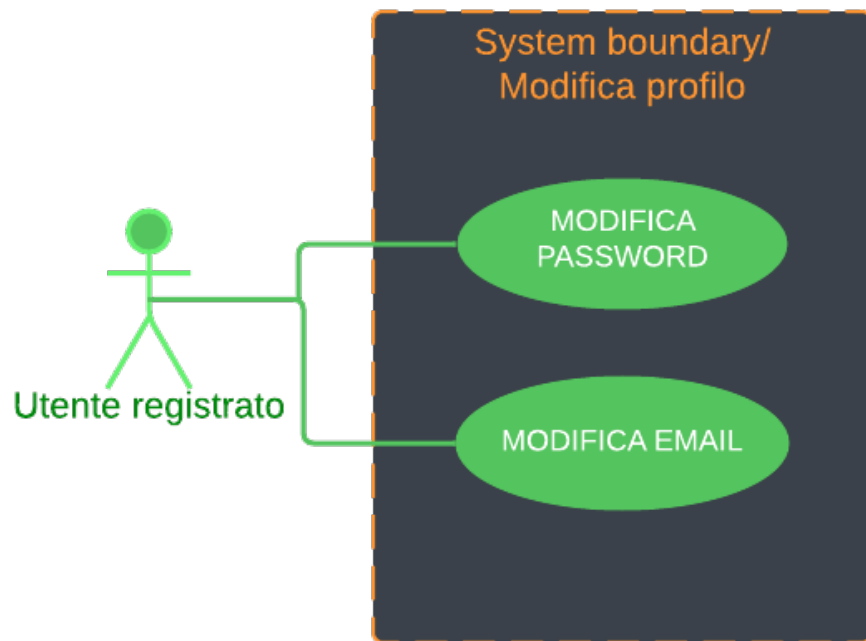 System boundary/
Modifica profilo
MODIFICA
PASSWORD
Utente registrato
MODIFICA EMAIL